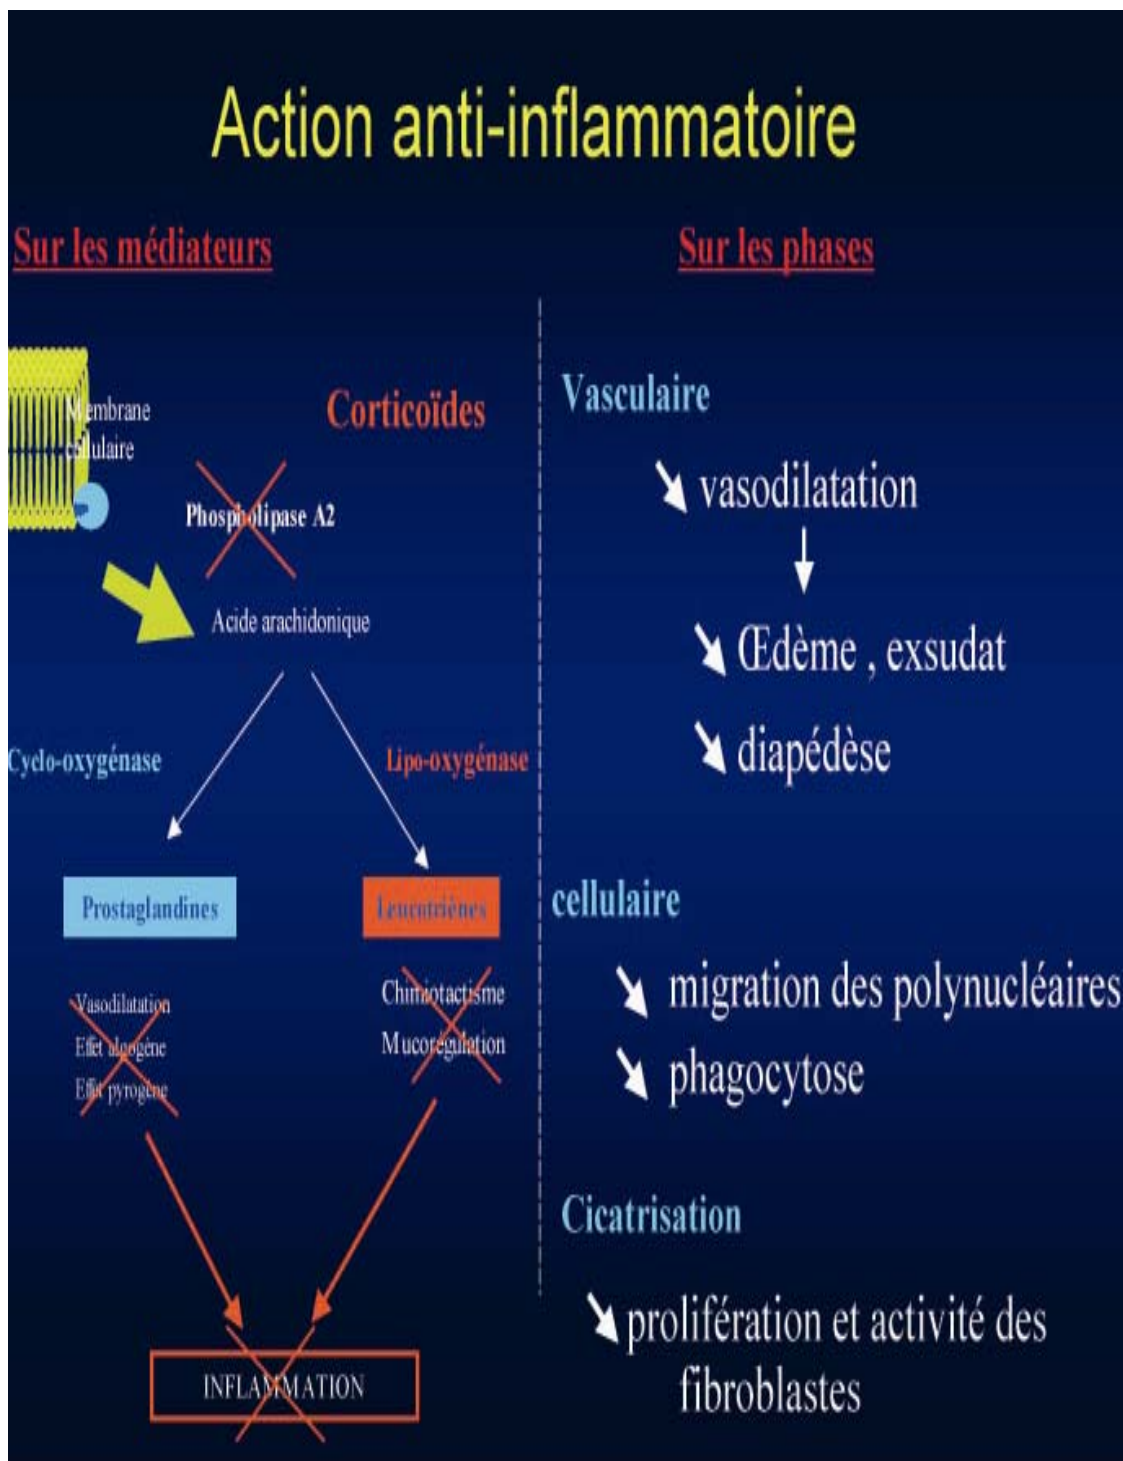 Action anti-inflammatoire
Sur les médiateurs
Membrane
cellulaire
Corticoïdes
Phospholipase A2
Acide arachidonique
Cyclo-oxygénase
Lipo-oxygénase
Prostaglandines
Leucotriènes
Vasodilatation
Effet algogène
Effet pyrogène
Chimiotactisme
Mucorégulation
INFLAMMATION
Sur les phases
Vasculaire
vasodilatation
Œdème , exsudat
diapédèse
cellulaire
migration des polynucléaires
phagocytose
Cicatrisation
prolifération et activité des
fibroblastes